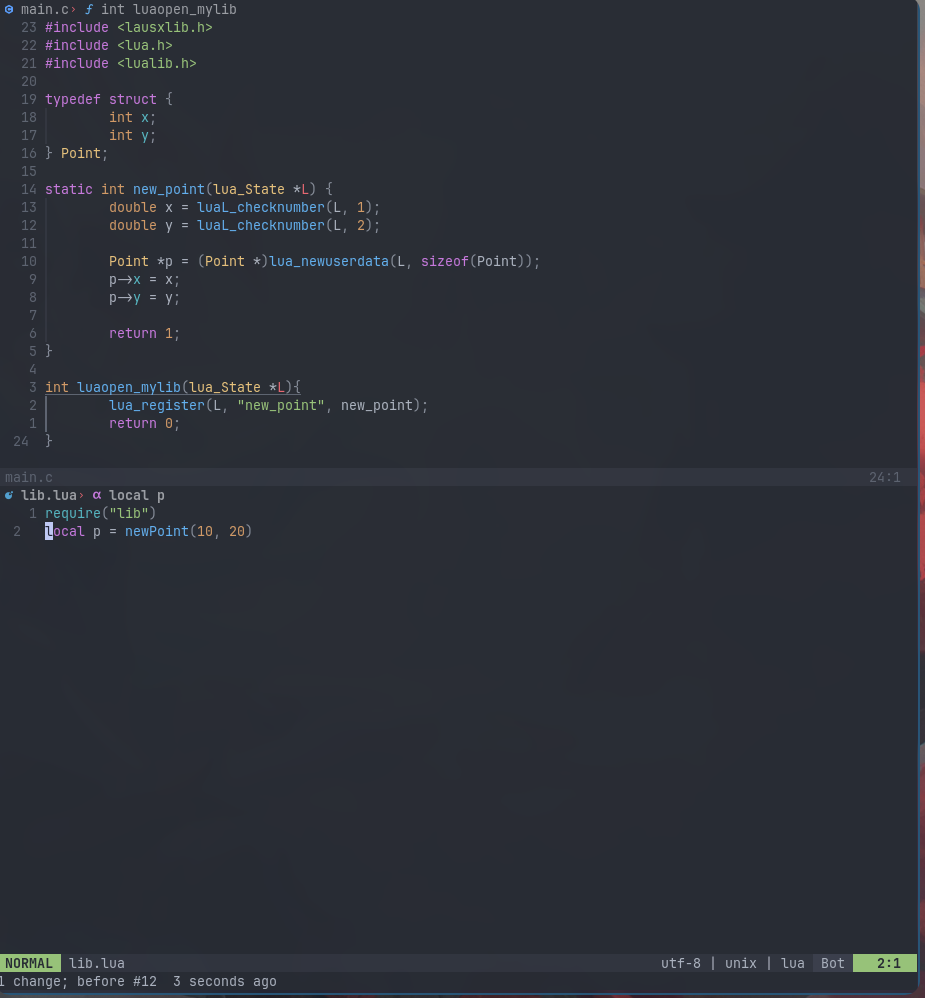 main.c› ƒ int luaopen_mylib
23 #include <lausxlib.h>
22 #include <lua.h>
21 #include <lualib.h>
20
19 typedef struct {
18         int x;
17         int y;
16 } Point;
15
14 static int new_point(lua_State *L) {
13         double x = luaL_checknumber(L, 1);
12         double y = luaL_checknumber(L, 2);
11
10         Point *p = (Point *)lua_newuserdata(L, sizeof(Point));
9         p->x = x;
8         p->y = y;
7
6         return 1;
5 }
4
3 int luaopen_mylib(lua_State *L){
2         lua_register(L, "new_point", new_point);
1         return 0;
24 }
main.c 24:1
lib.lua› α local p
1 require("lib")
2 local p = newPoint(10, 20)
NORMAL lib.lua utf-8 | unix | lua Bot 2:1
1 change; before #12  3 seconds ago